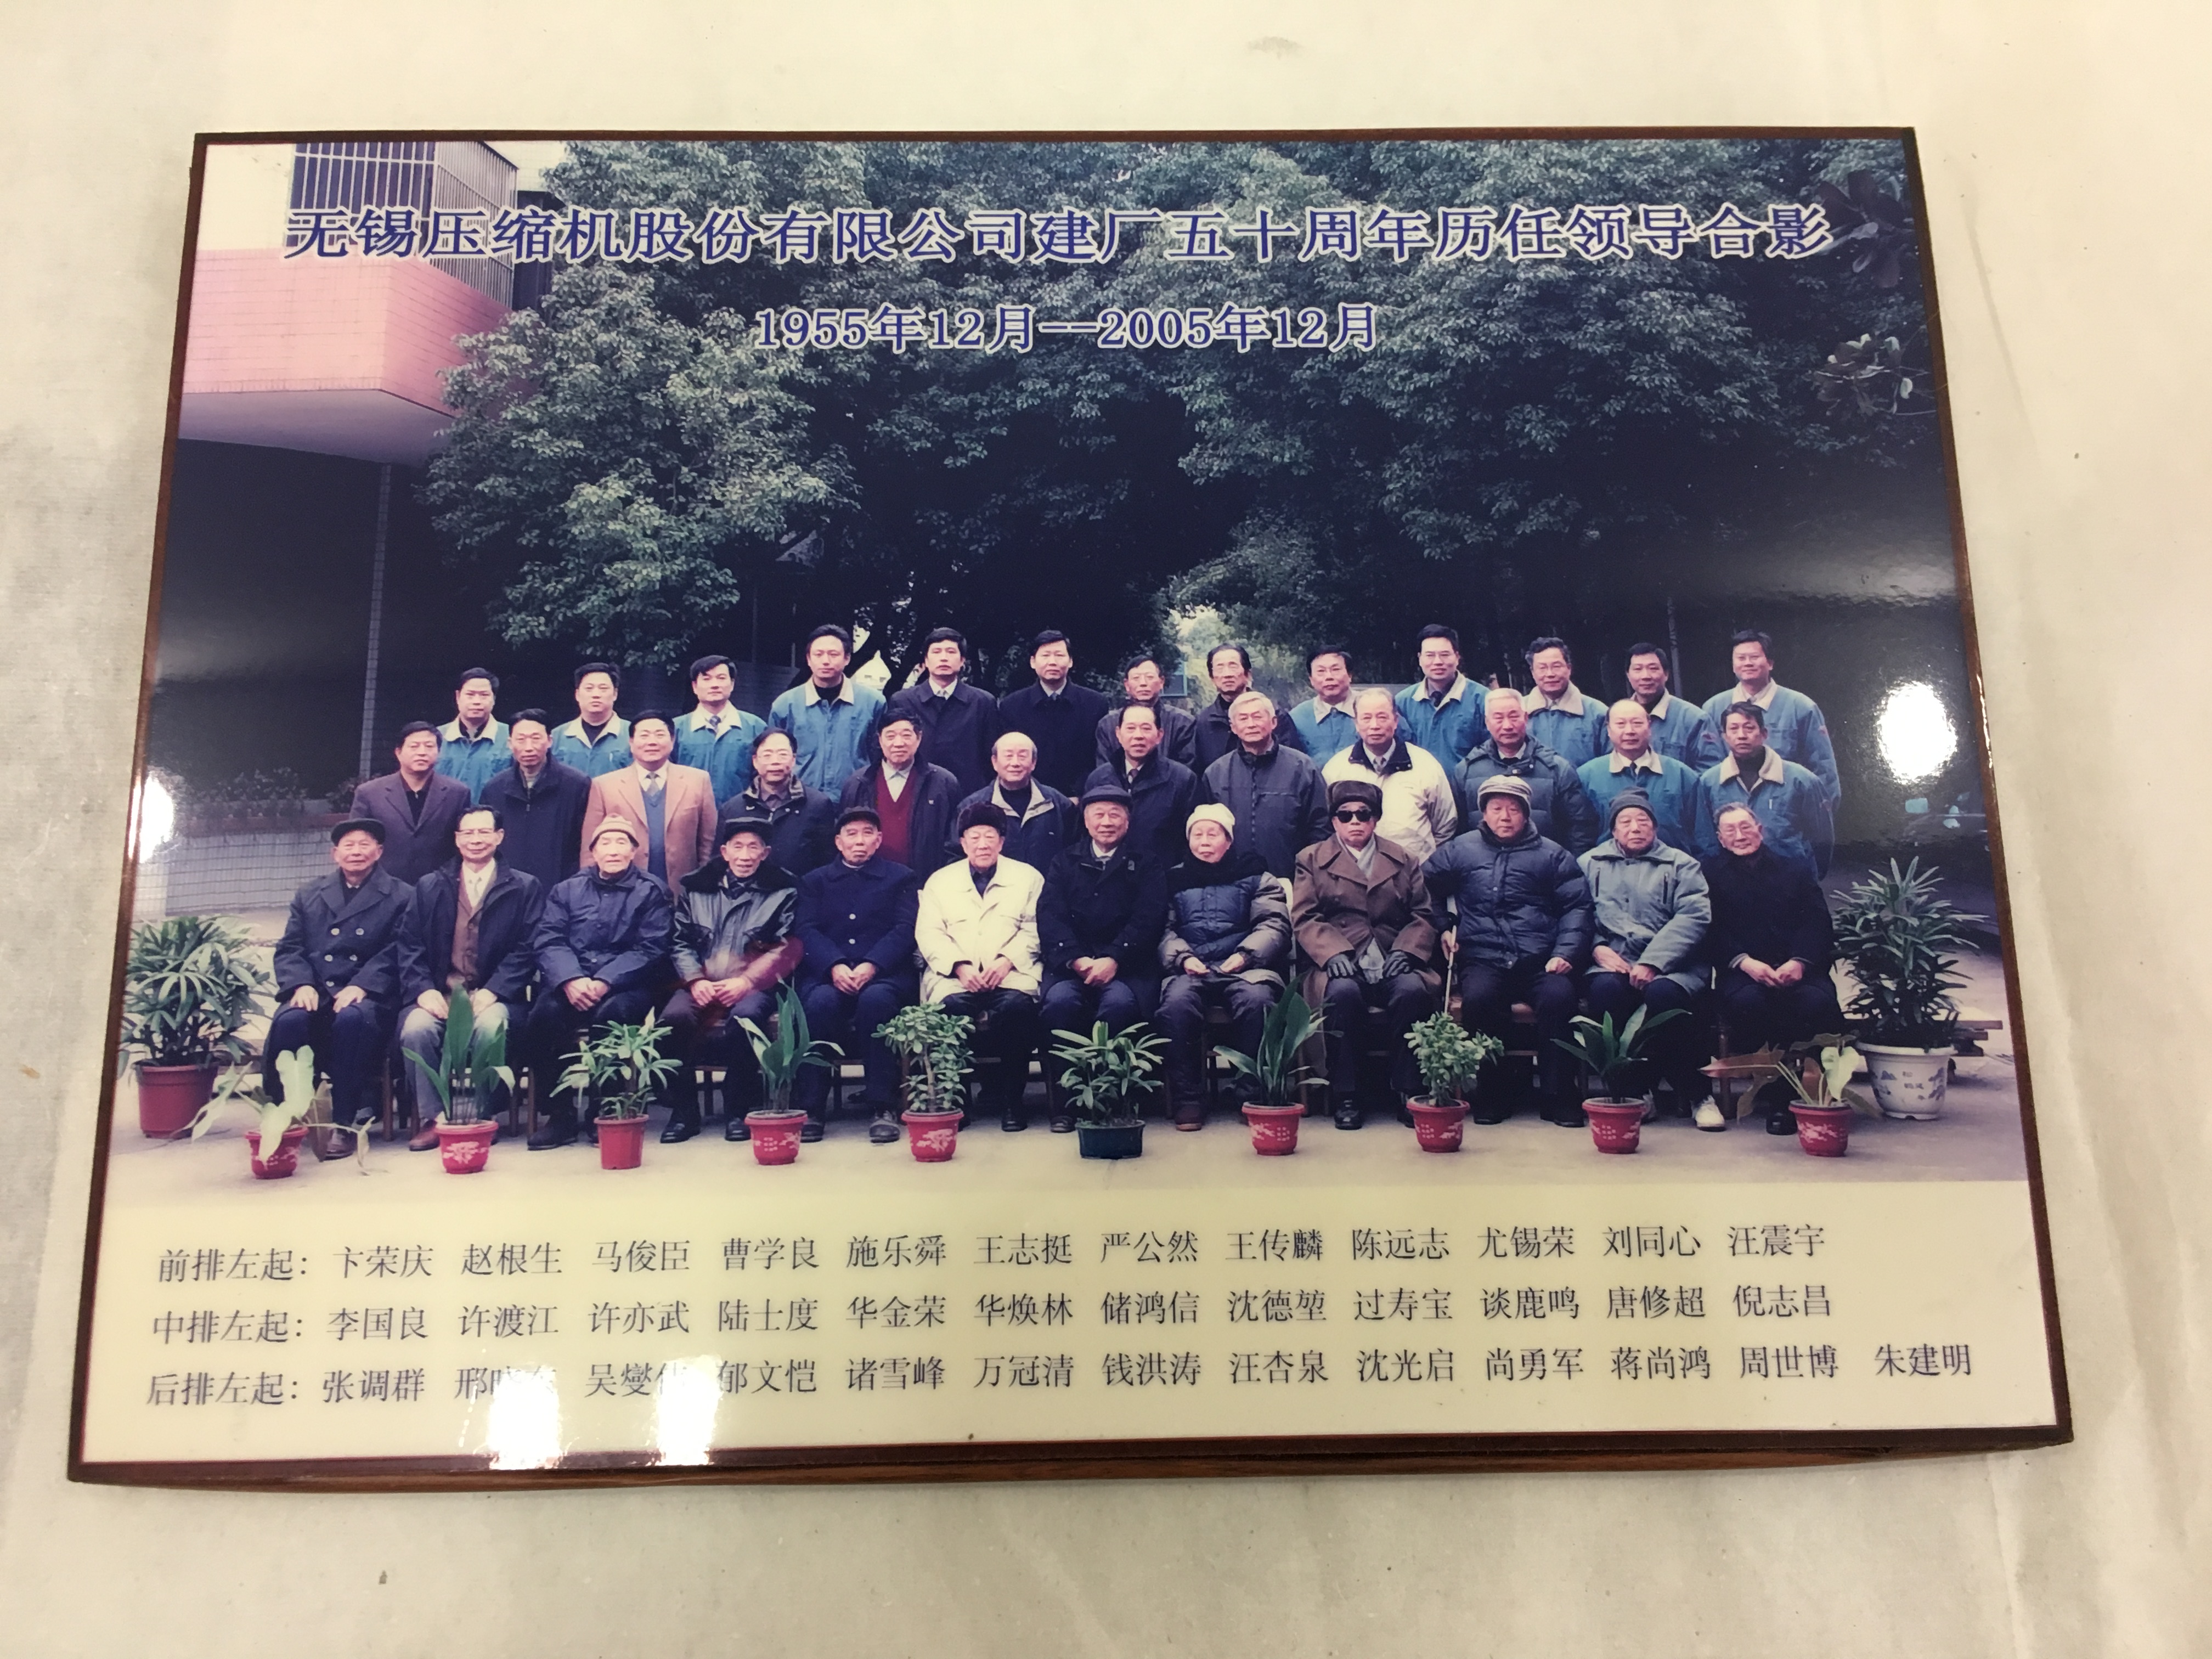 无锡压缩机股份有限公司建厂五十周年历任领导合影
1955年12月--2005年12月
前排左起：卞荣庆 赵根生 马俊臣 曹学良 施乐舜 王志挺 严公然 王传麟 陈远志 尤锡荣 刘同心 汪震宇
中排左起：李国良 许渡江 许亦武 陆士度 华金荣 华焕林 储鸿信 沈德堃 过寿宝 谈鹿鸣 唐修超 倪志昌
后排左起：张调群 郁文恺 诸雪峰 万冠清 钱洪涛 汪杏泉 沈光启 尚勇军 蒋尚鸿 周世博 朱建明